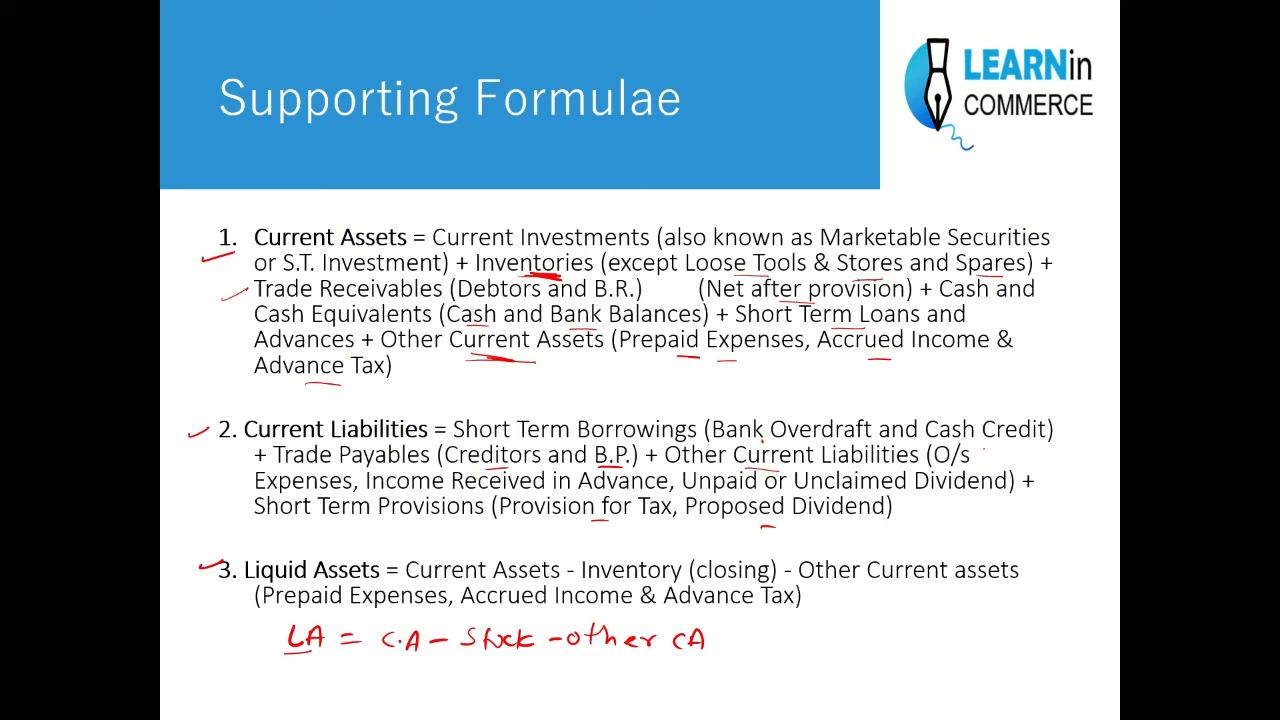 Supporting Formulae
LEARNin
COMMERCE
1. Current Assets = Current Investments (also known as Marketable Securities
or S.T. Investment) + Inventories (except Loose Tools & Stores and Spares) +
Trade Receivables (Debtors and B.R.) (Net after provision) + Cash and
Cash Equivalents (Cash and Bank Balances) + Short Term Loans and
Advances + Other Current Assets (Prepaid Expenses, Accrued Income &
Advance Tax)
2. Current Liabilities = Short Term Borrowings (Bank Overdraft and Cash Credit)
+ Trade Payables (Creditors and B.P.) + Other Current Liabilities (O/s
Expenses, Income Received in Advance, Unpaid or Unclaimed Dividend) +
Short Term Provisions (Provision for Tax, Proposed Dividend)
3. Liquid Assets = Current Assets - Inventory (closing) - Other Current assets
(Prepaid Expenses, Accrued Income & Advance Tax)
LA = C.A - Stock - Other CA